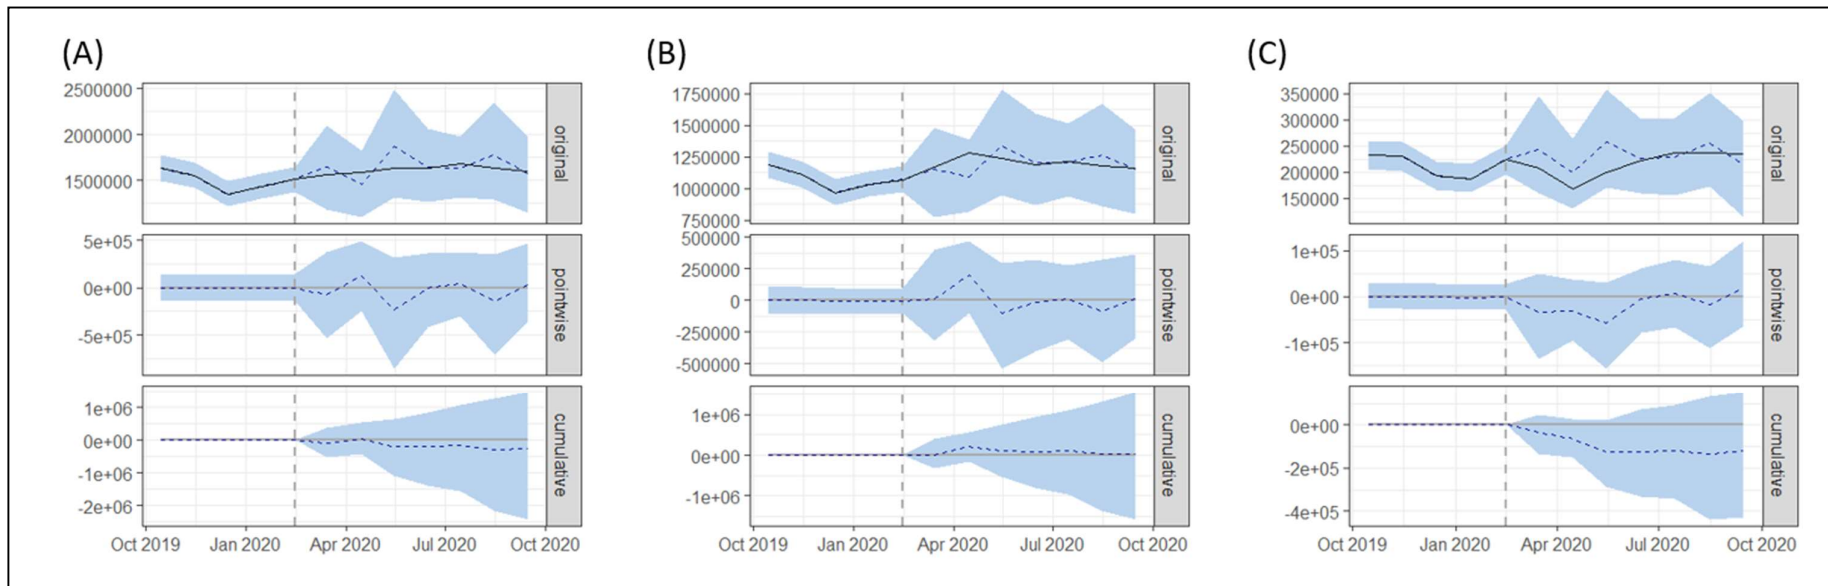 (A)
2500000
2000000
1500000
original
5e+05
0e+00
-5e+05
pointwise
1e+06
0e+00
-1e+06
-2e+06
cumulative
Oct 2019 Jan 2020 Apr 2020 Jul 2020 Oct 2020
(B)
1750000
1500000
1250000
1000000
750000
original
500000
250000
0
-250000
-500000
pointwise
1e+06
0e+00
-1e+06
cumulative
Oct 2019 Jan 2020 Apr 2020 Jul 2020 Oct 2020
(C)
350000
300000
250000
200000
150000
original
1e+05
0e+00
-1e+05
pointwise
0e+00
-2e+05
-4e+05
cumulative
Oct 2019 Jan 2020 Apr 2020 Jul 2020 Oct 2020